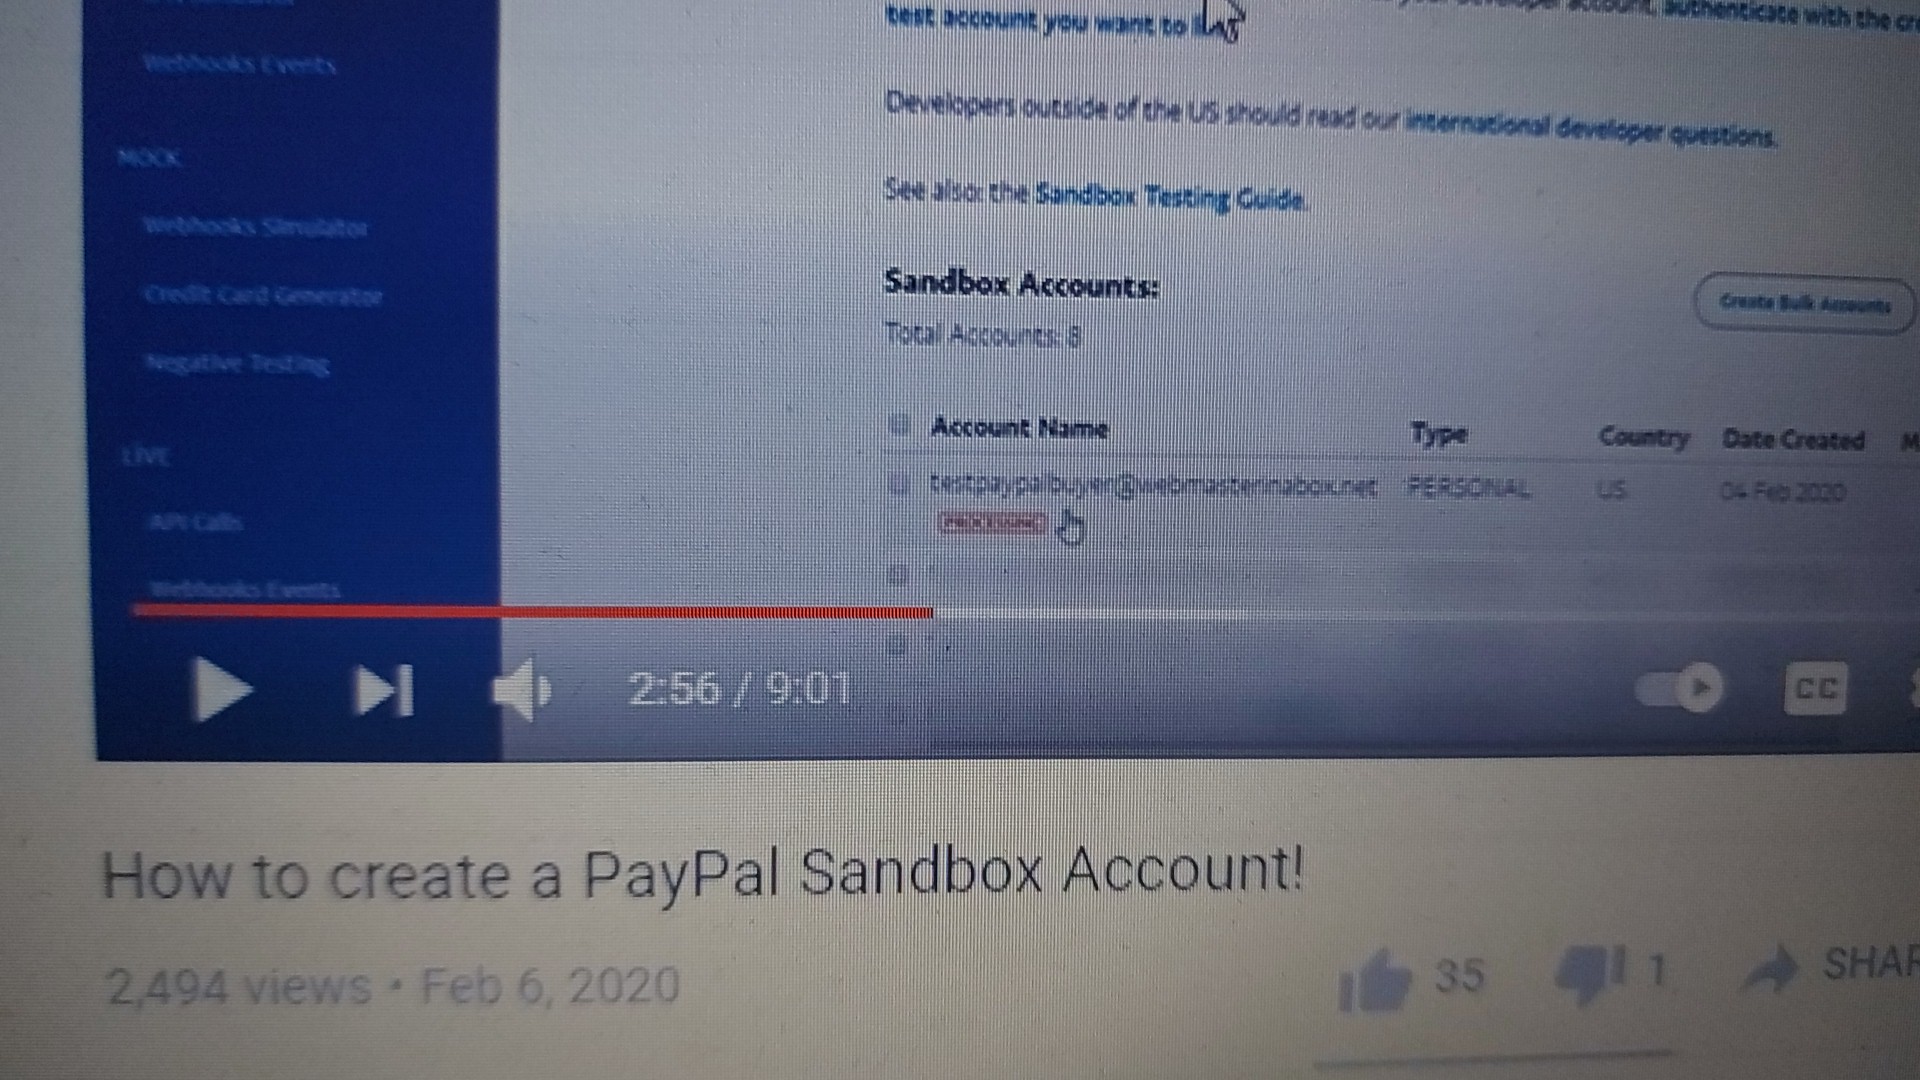 test account you want to
account, authenticate with the
Webhooks Events
Developers outside of the US should read our international developer questions.
MOCK
See also: the Sandbox Testing Guide.
Webhooks Simulator
Sandbox Accounts:
Create Bulk Accounts
Credit Card Generator
Total Accounts: 8
Negative Testing
Account Name Type Country Date Created
LIVE
testpaypalbuyer@webmasterinabox.net PERSONAL US 04 Feb 2020
API Calls
PROCESSING
Webhooks Events
2:56 / 9:01
CC
How to create a PayPal Sandbox Account!
2,494 views • Feb 6, 2020
35 1 SHAR